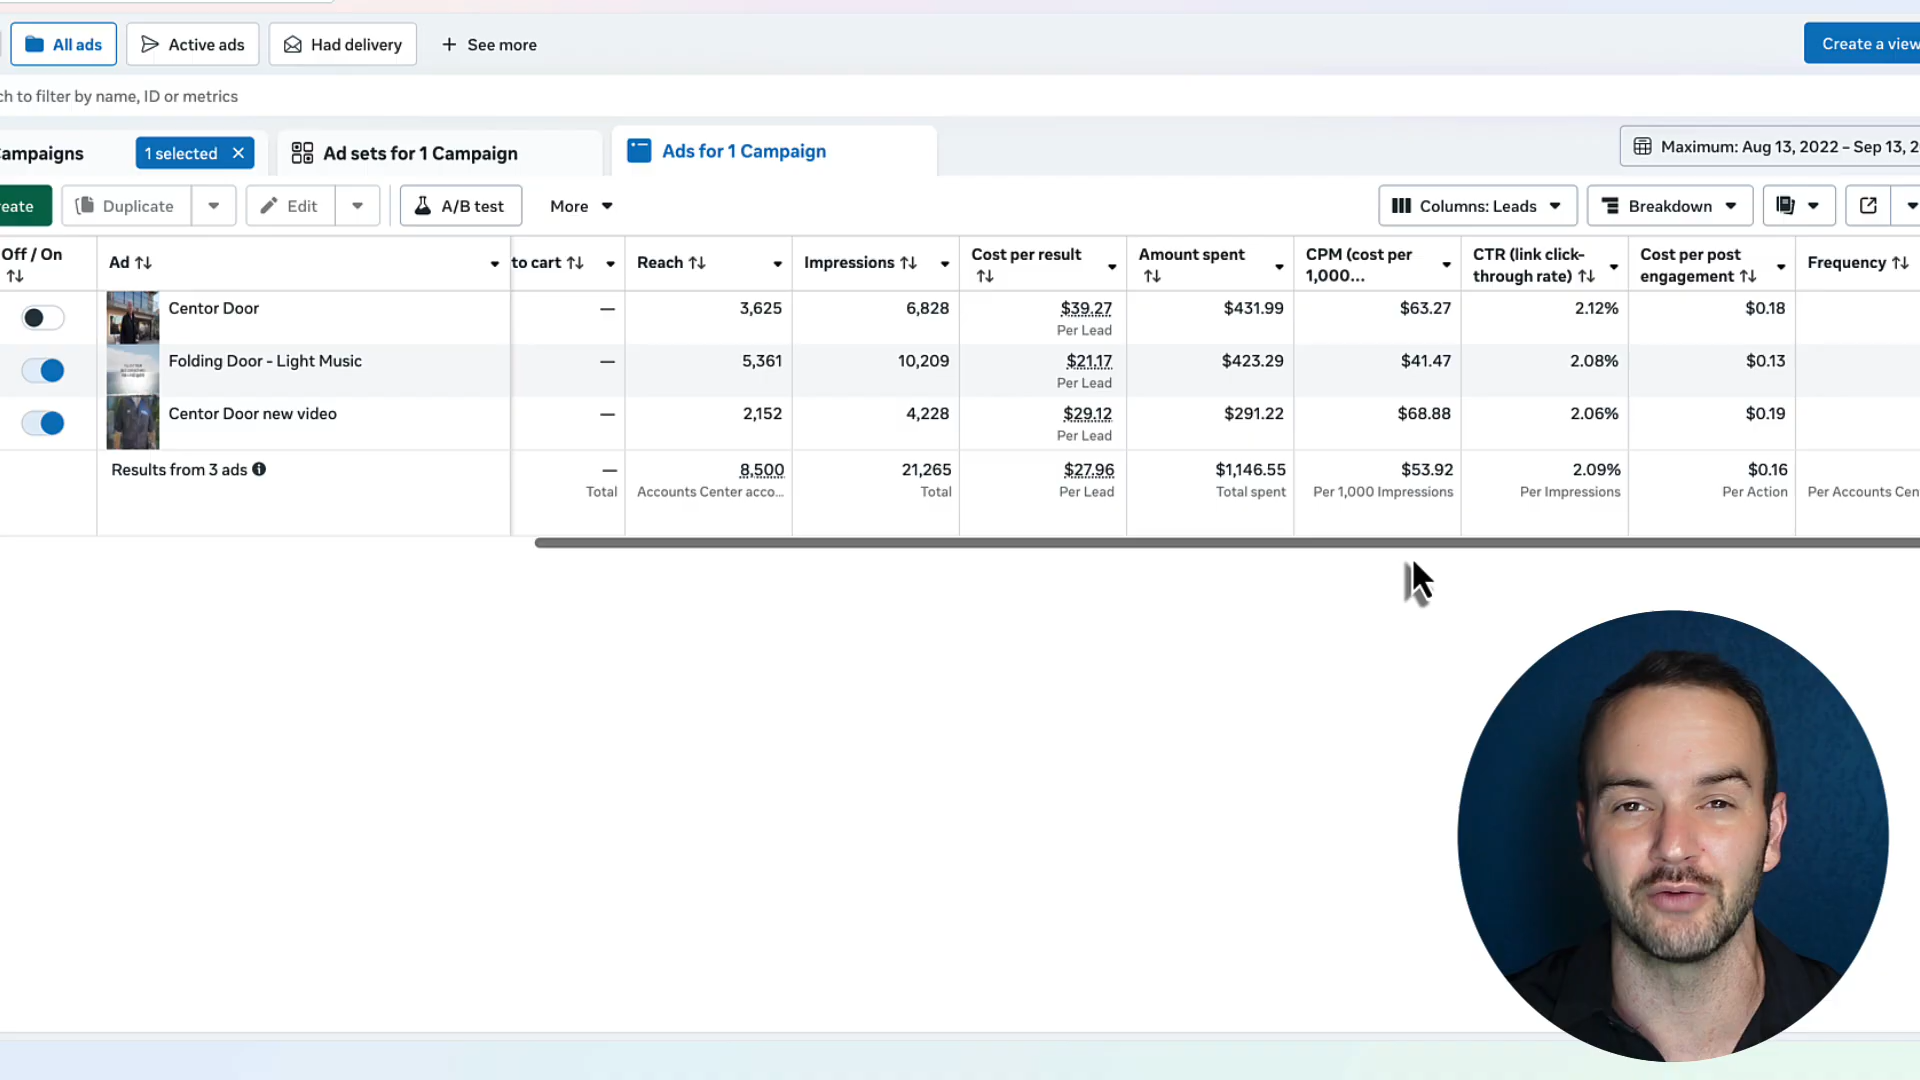 All ads
Active ads
Had delivery
+ See more
Create a view
ch to filter by name, ID or metrics
ampaigns
1 selected ×
Ad sets for 1 Campaign
Ads for 1 Campaign
Maximum: Aug 13, 2022 – Sep 13, 2
reate
Duplicate
Edit
A/B test
More
Columns: Leads
Breakdown
Off / On
Ad
to cart
Reach
Impressions
Cost per result
Amount spent
CPM (cost per
1,000...
CTR (link click-
through rate)
Cost per post
engagement
Frequency
Centor Door
—
3,625
6,828
$39.27
Per Lead
$431.99
$63.27
2.12%
$0.18
Folding Door - Light Music
—
5,361
10,209
$21.17
Per Lead
$423.29
$41.47
2.08%
$0.13
Centor Door new video
—
2,152
4,228
$29.12
Per Lead
$291.22
$68.88
2.06%
$0.19
Results from 3 ads
—
Total
8,500
Accounts Center acco...
21,265
Total
$27.96
Per Lead
$1,146.55
Total spent
$53.92
Per 1,000 Impressions
2.09%
Per Impressions
$0.16
Per Action
Per Accounts Cen